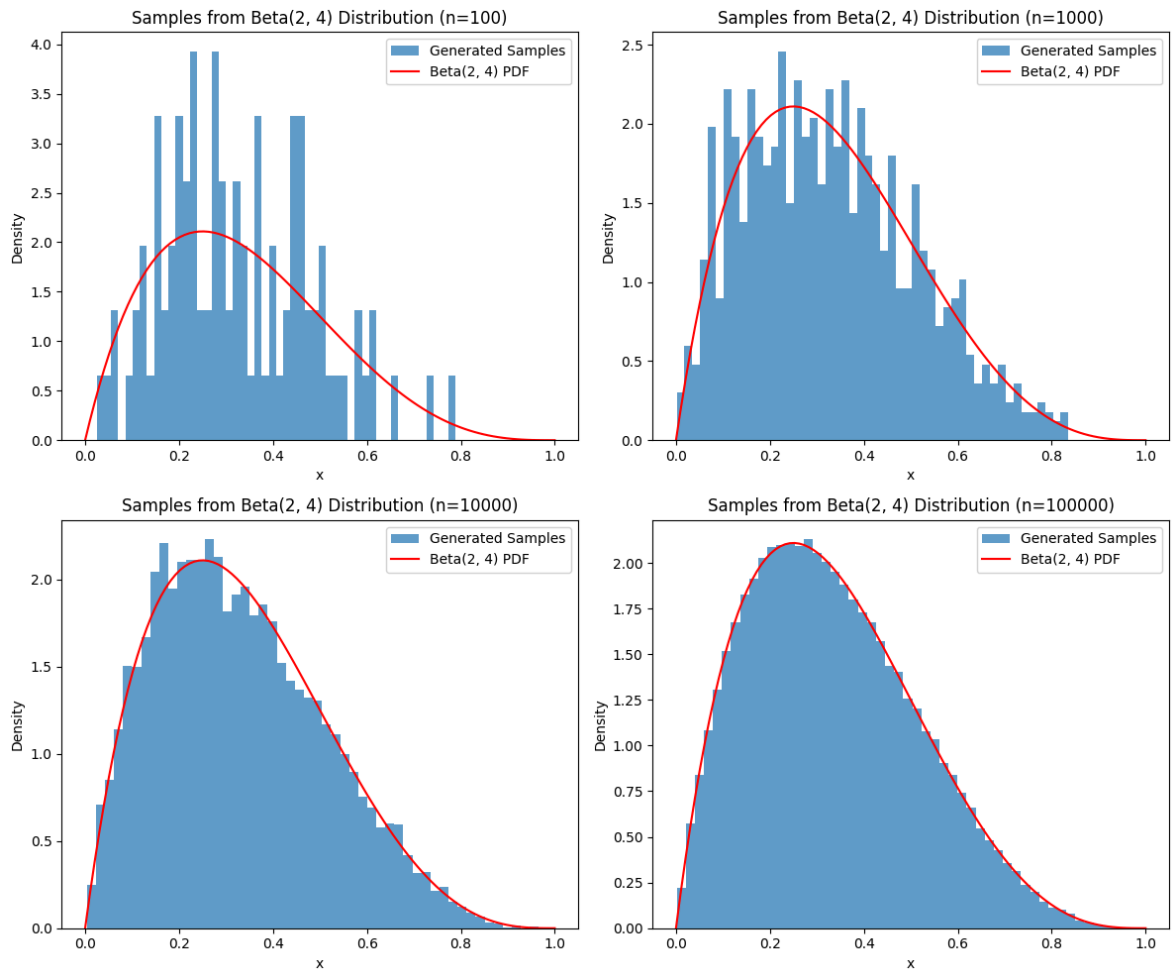 Samples from Beta(2, 4) Distribution (n=100)
4.0
3.5
3.0
2.5
2.0
1.5
1.0
0.5
0.0
Density
Generated Samples
Beta(2, 4) PDF
0.0 0.2 0.4 0.6 0.8 1.0
x
Samples from Beta(2, 4) Distribution (n=1000)
2.5
2.0
1.5
1.0
0.5
0.0
Density
Generated Samples
Beta(2, 4) PDF
0.0 0.2 0.4 0.6 0.8 1.0
x
Samples from Beta(2, 4) Distribution (n=10000)
2.0
1.5
1.0
0.5
0.0
Density
Generated Samples
Beta(2, 4) PDF
0.0 0.2 0.4 0.6 0.8 1.0
x
Samples from Beta(2, 4) Distribution (n=100000)
2.00
1.75
1.50
1.25
1.00
0.75
0.50
0.25
0.00
Density
Generated Samples
Beta(2, 4) PDF
0.0 0.2 0.4 0.6 0.8 1.0
x